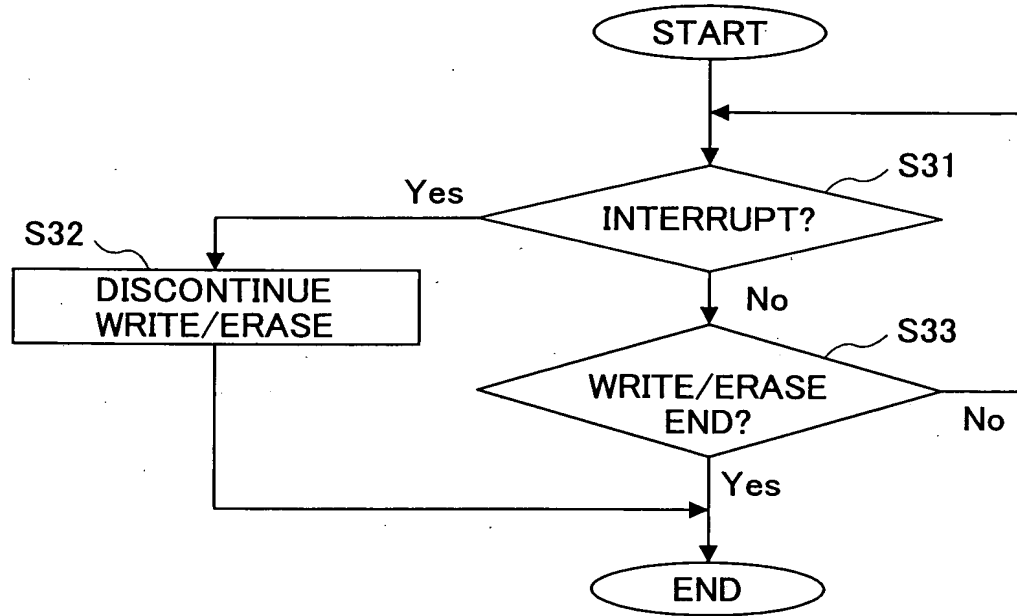 START
S31
Yes
INTERRUPT?
S32
DISCONTINUE
WRITE/ERASE
No
S33
WRITE/ERASE
END?
No
Yes
END